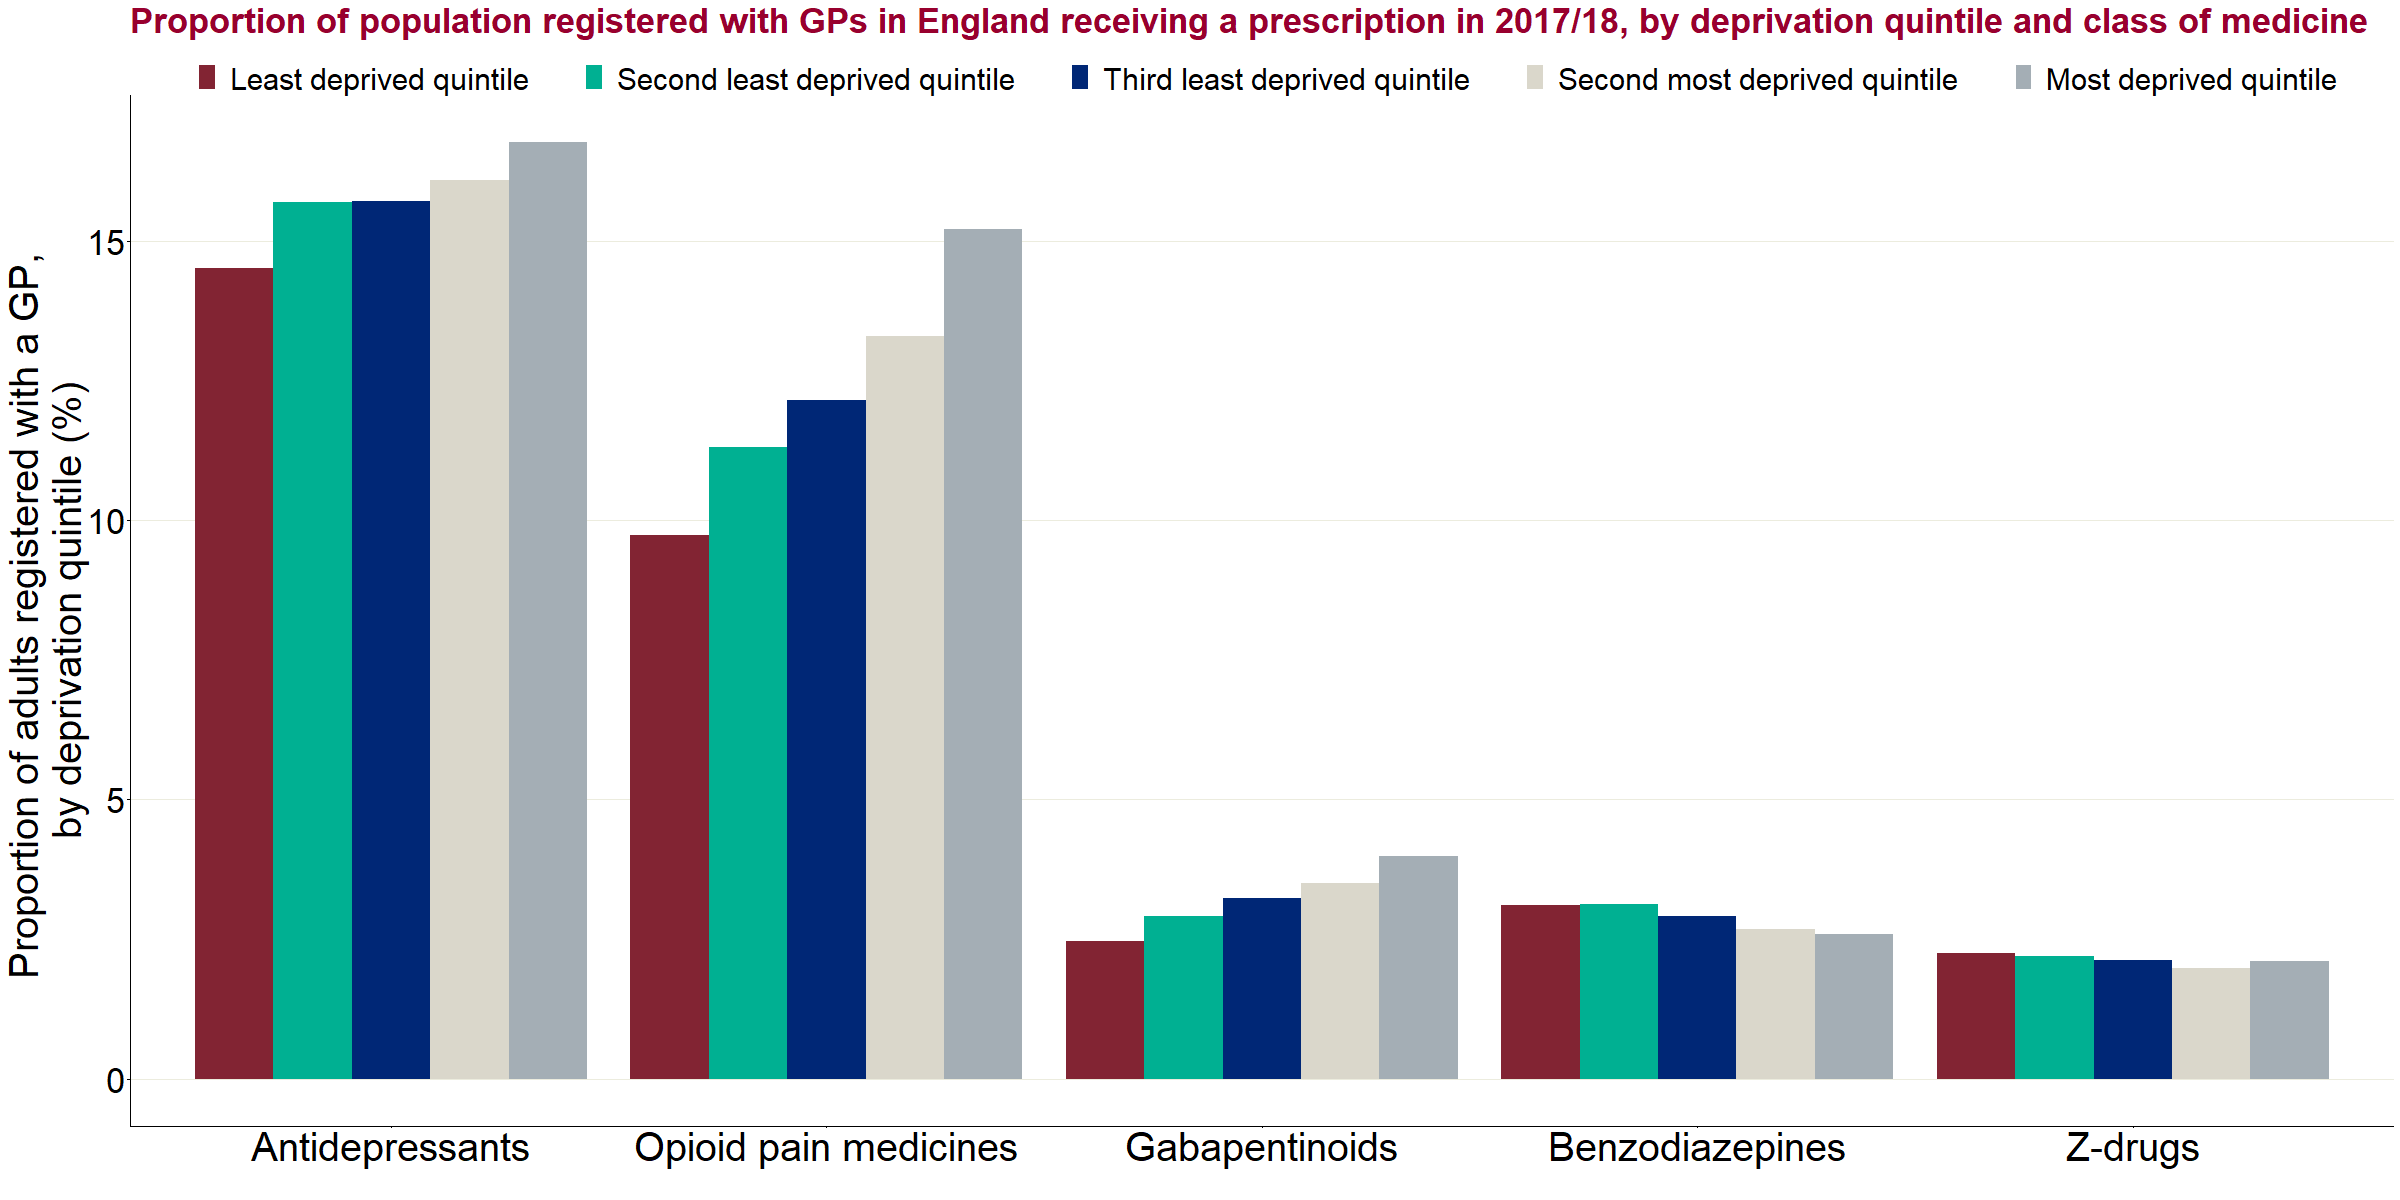 Proportion of population registered with GPs in England receiving a prescription in 2017/18, by deprivation quintile and class of medicine
Least deprived quintile
Second least deprived quintile
Third least deprived quintile
Second most deprived quintile
Most deprived quintile
Proportion of adults registered with a GP,
by deprivation quintile (%)
15
10
5
0
Antidepressants
Opioid pain medicines
Gabapentinoids
Benzodiazepines
Z-drugs